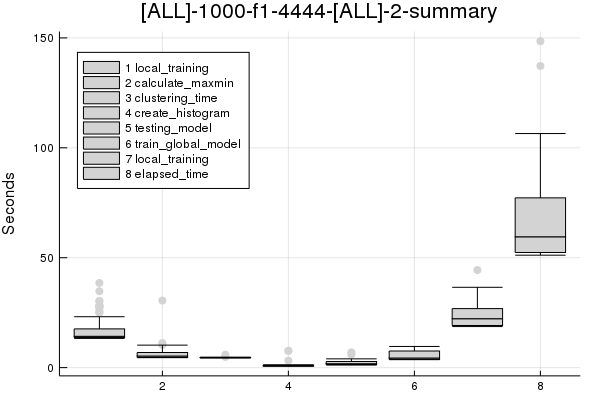 [ALL]-1000-f1-4444-[ALL]-2-summary
150
1 local_training
2 calculate_maxmin
3 clustering_time
4 create_histogram
5 testing_model
6 train_global_model
7 local_training
8 elapsed_time
100
Seconds
50
0
2 4 6 8